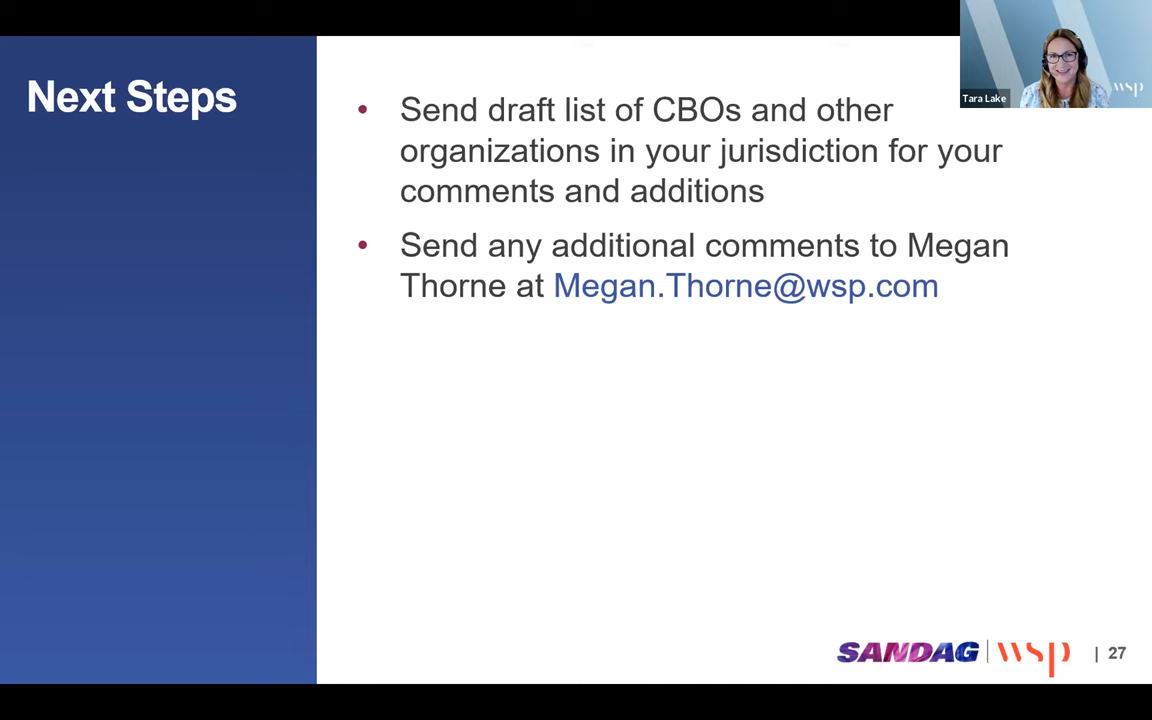 Next Steps
• Send draft list of CBOs and other
organizations in your jurisdiction for your
comments and additions
• Send any additional comments to Megan
Thorne at Megan.Thorne@wsp.com
wsp
Tara Lake
SANDAG | wsp | 27